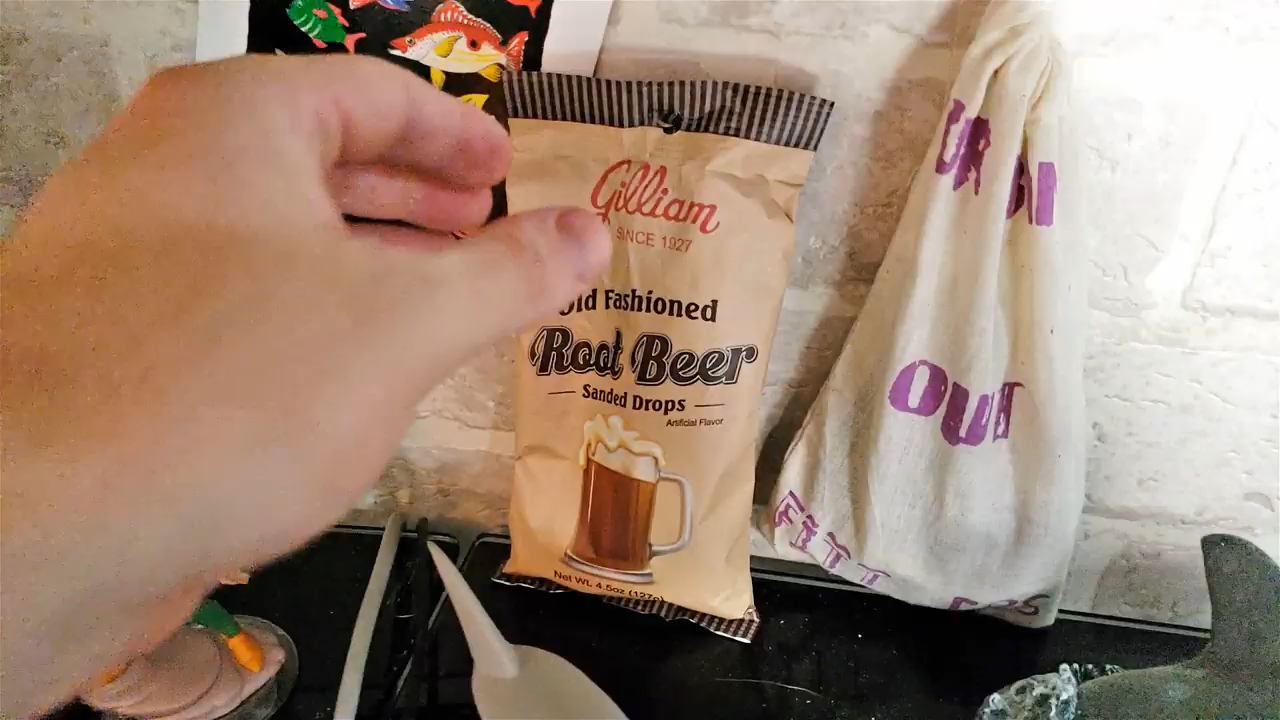 Gilliam
SINCE 1927
Old Fashioned
Root Beer
Sanded Drops
Artificial Flavor
Net Wt. 4.5oz (127g)
OUT